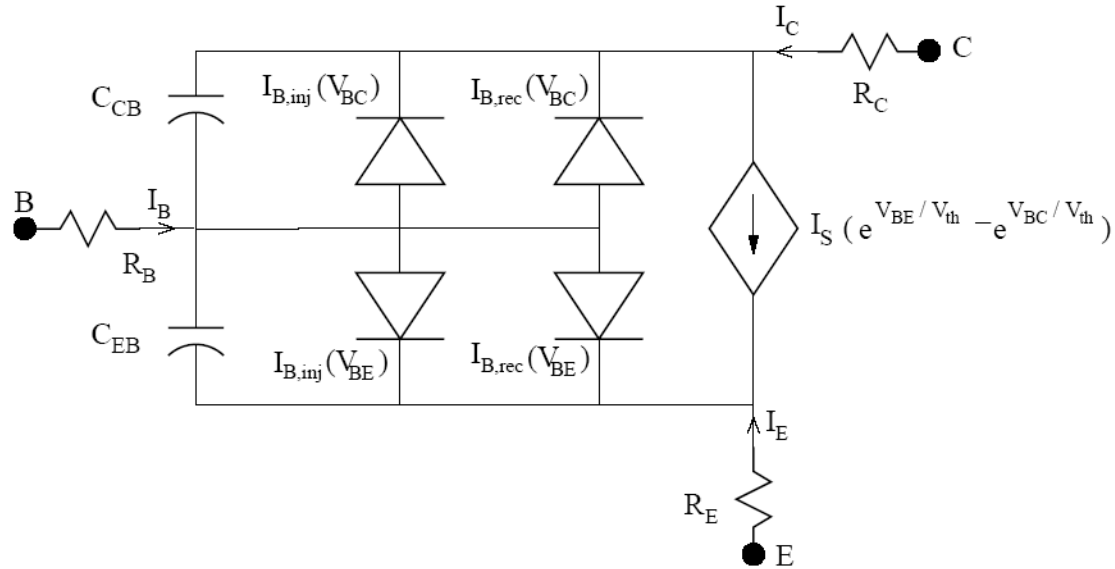 I_C
C
R_C
C_CB
I_B,inj(V_BC)
I_B,rec(V_BC)
B
I_B
R_B
I_S ( e^V_BE / V_th − e^V_BC / V_th )
C_EB
I_B,inj(V_BE)
I_B,rec(V_BE)
I_E
R_E
E